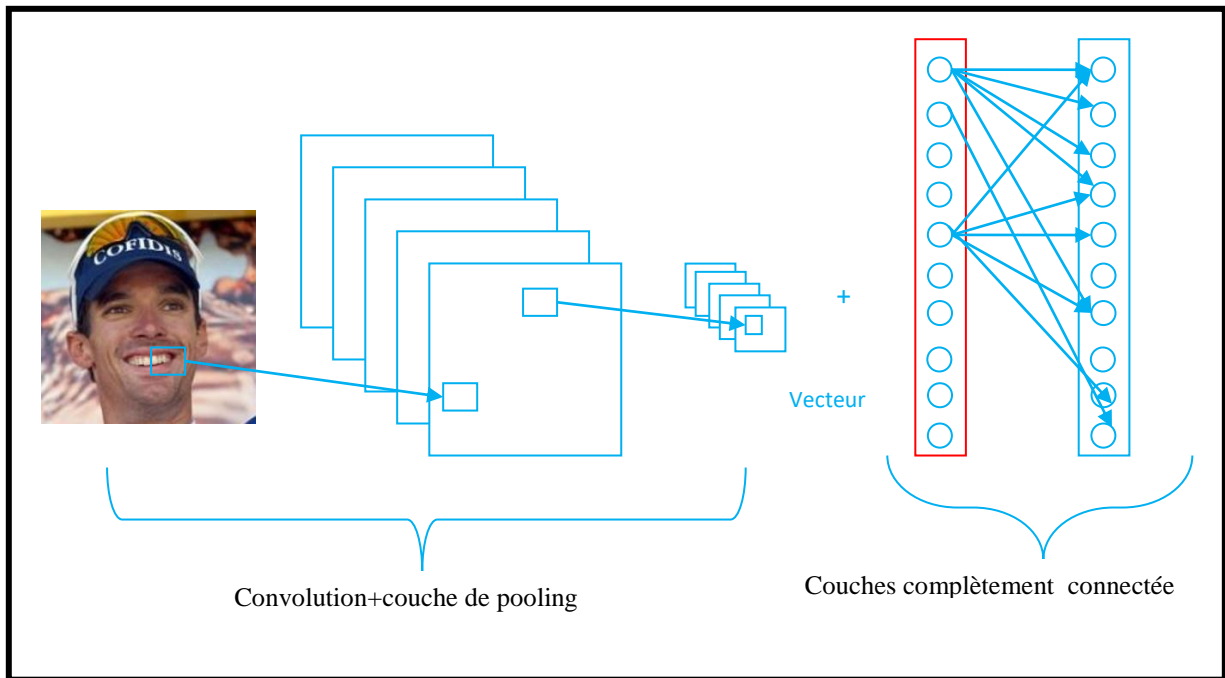 COFIDIS
+
Vecteur
Convolution+couche de pooling
Couches complètement connectée